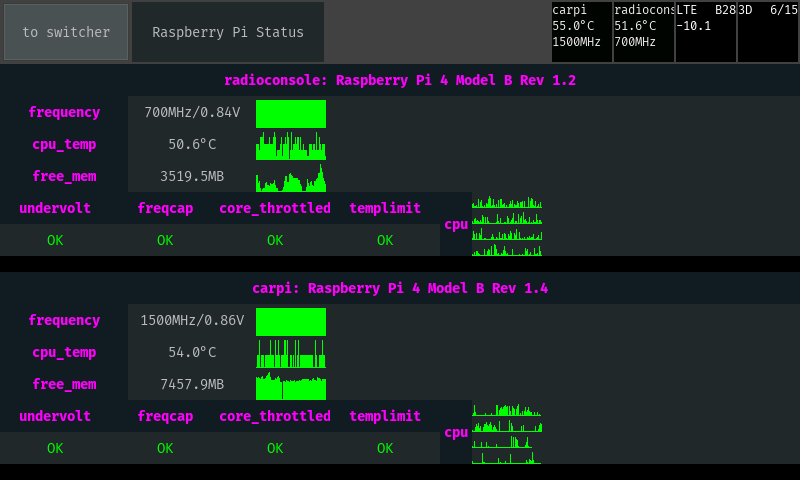 to switcher Raspberry Pi Status carpi radiocons LTE B28 3D 6/15
55.0°C 51.6°C -10.1
1500MHz 700MHz
radioconsole: Raspberry Pi 4 Model B Rev 1.2
frequency 700MHz/0.84V
cpu_temp 50.6°C
free_mem 3519.5MB
undervolt freqcap core_throttled templimit cpu
OK OK OK OK
carpi: Raspberry Pi 4 Model B Rev 1.4
frequency 1500MHz/0.86V
cpu_temp 54.0°C
free_mem 7457.9MB
undervolt freqcap core_throttled templimit cpu
OK OK OK OK